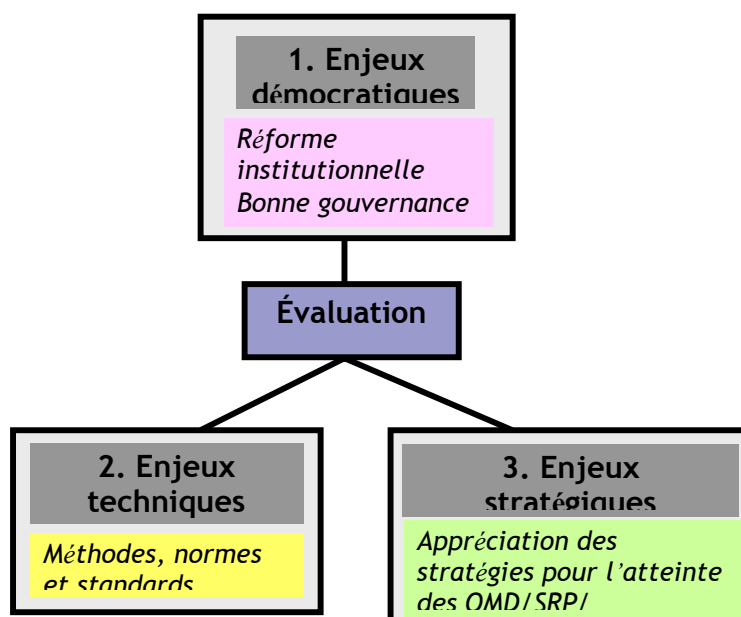 1. Enjeux
démocratiques
Réforme
institutionnelle
Bonne gouvernance
Évaluation
2. Enjeux
techniques
Méthodes, normes
et standards
3. Enjeux
stratégiques
Appréciation des
stratégies pour l’atteinte
des OMD/SRP/